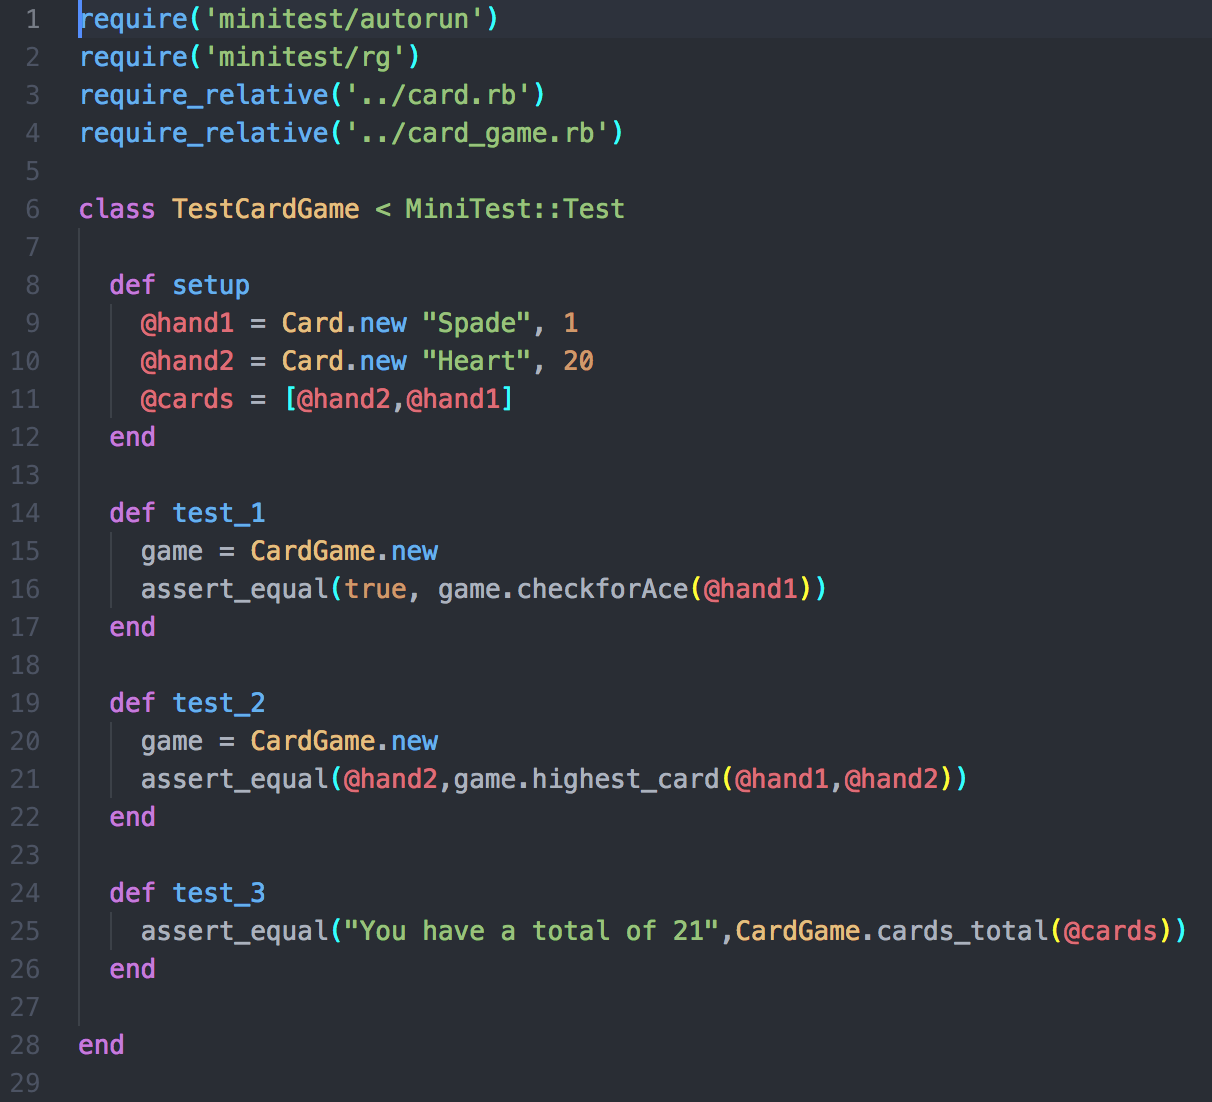 1 require('minitest/autorun')
2 require('minitest/rg')
3 require_relative('../card.rb')
4 require_relative('../card_game.rb')
5
6 class TestCardGame < MiniTest::Test
7
8   def setup
9     @hand1 = Card.new "Spade", 1
10     @hand2 = Card.new "Heart", 20
11     @cards = [@hand2,@hand1]
12   end
13
14   def test_1
15     game = CardGame.new
16     assert_equal(true, game.checkforAce(@hand1))
17   end
18
19   def test_2
20     game = CardGame.new
21     assert_equal(@hand2,game.highest_card(@hand1,@hand2))
22   end
23
24   def test_3
25     assert_equal("You have a total of 21",CardGame.cards_total(@cards))
26   end
27
28 end
29